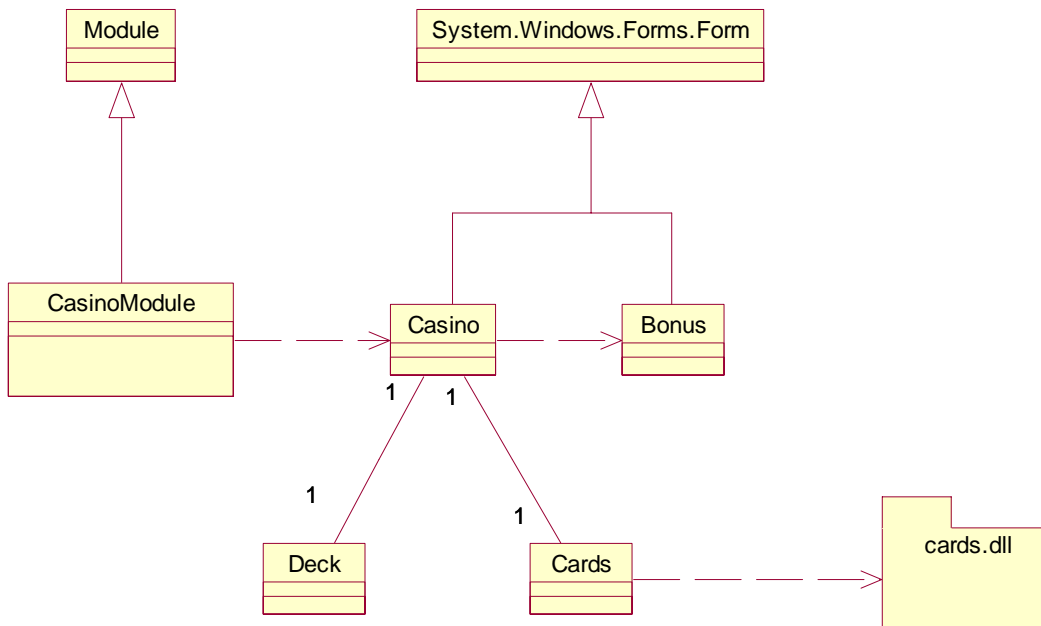 Module
System.Windows.Forms.Form
CasinoModule
Casino
Bonus
1
1
1
1
Deck
Cards
cards.dll